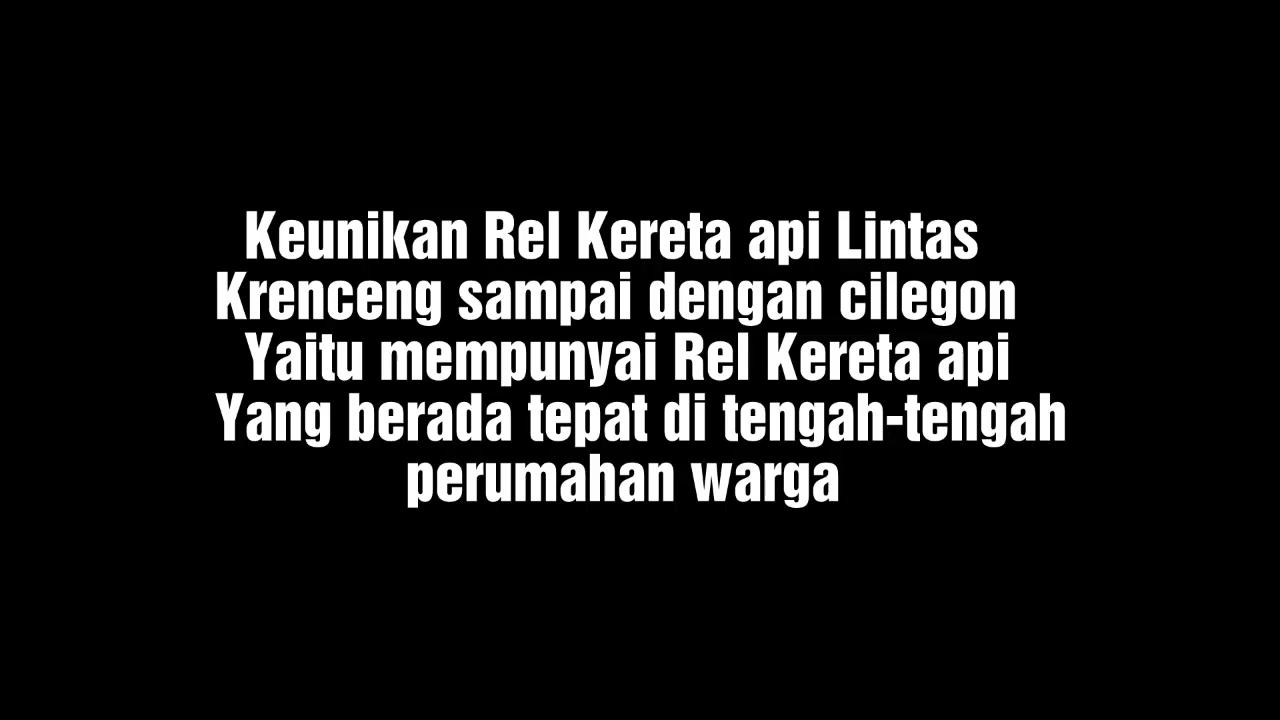 Keunikan Rel Kereta api Lintas
Krenceng sampai dengan cilegon
Yaitu mempunyai Rel Kereta api
Yang berada tepat di tengah-tengah
perumahan warga